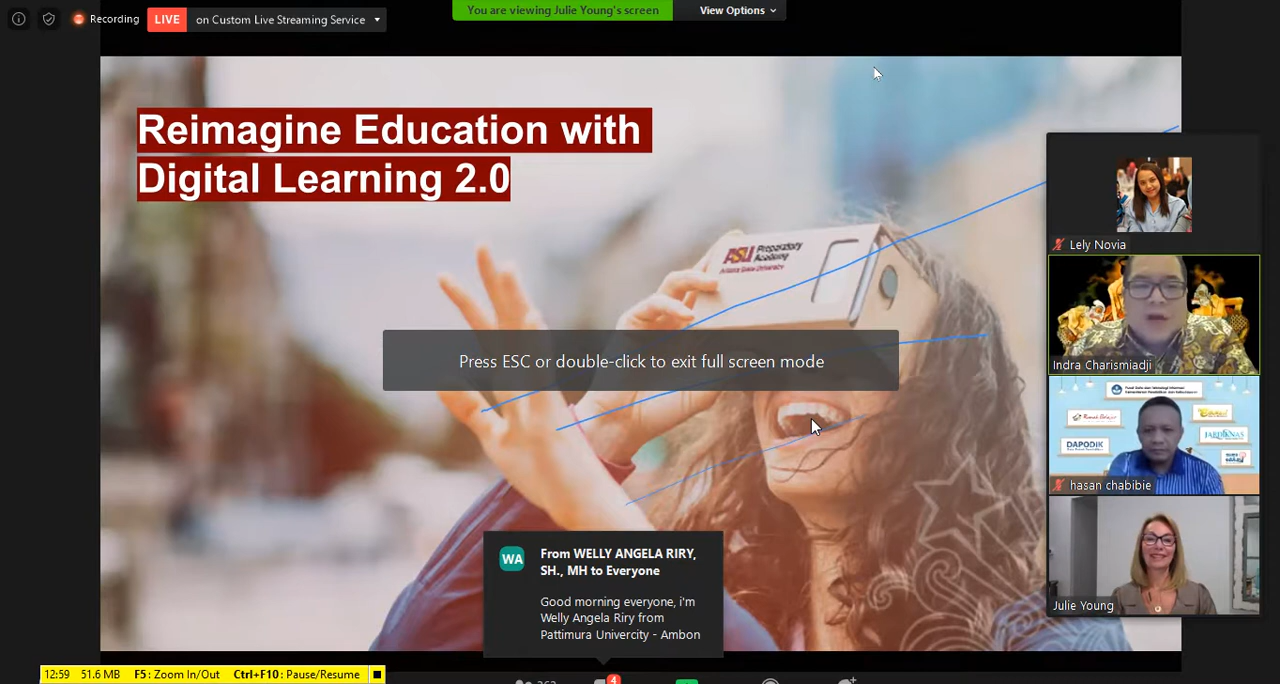 Recording
LIVE
on Custom Live Streaming Service
You are viewing Julie Young's screen
View Options
Reimagine Education with
Digital Learning 2.0
ASU Preparatory
Academy
Arizona State University
Press ESC or double-click to exit full screen mode
Lely Novia
Indra Charismiadji
DAPODIK
hasan chabibie
Julie Young
WA
From WELLY ANGELA RIRY,
SH., MH to Everyone
Good morning everyone, i'm
Welly Angela Riry from
Pattimura Univercity - Ambon
12:59 51.6 MB F5: Zoom In/Out Ctrl+F10: Pause/Resume
4